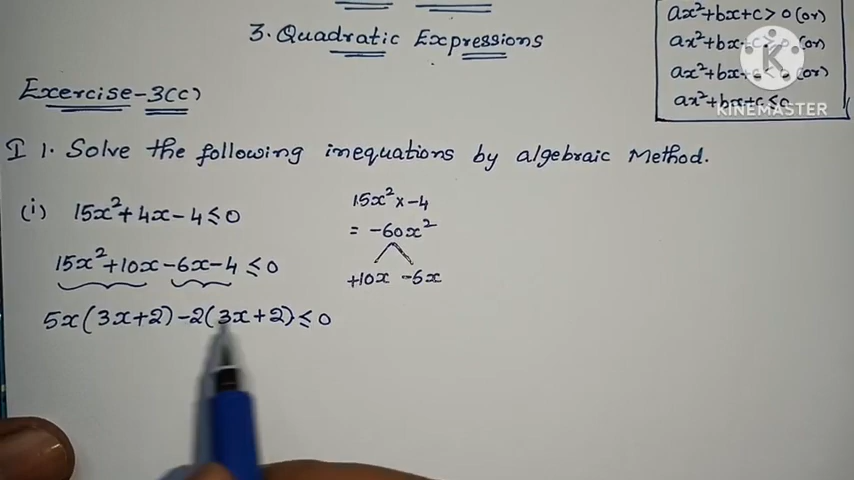 3. Quadratic Expressions
ax²+bx+c > 0 (or)
ax²+bx+c
ax²+bx+c (or)
ax²+bx+c ≤ 0
KINEMASTER
Exercise-3(c)
I 1. Solve the following inequations by algebraic Method.
(i) 15x²+4x-4 ≤ 0
15x²+10x-6x-4 ≤ 0
5x(3x+2)-2(3x+2) ≤ 0
15x² x -4
= -60x²
+10x -6x